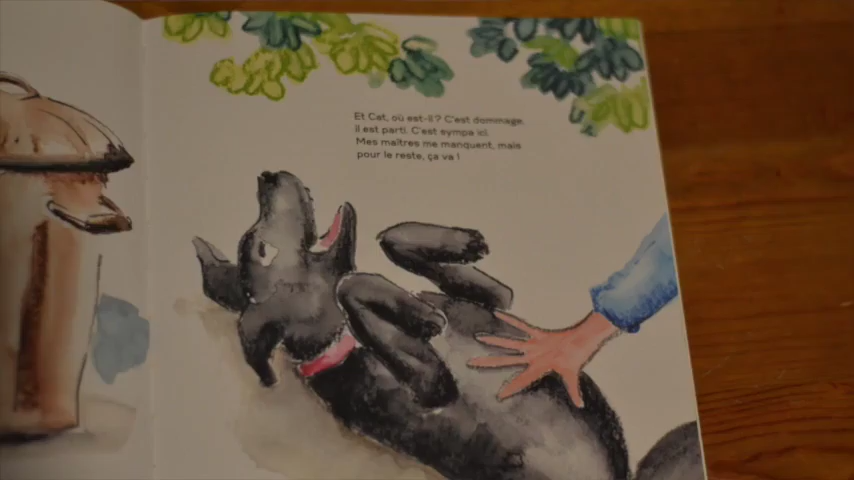 Et Cat, où est-il ? C'est dommage,
il est parti. C'est sympa ici.
Mes maîtres me manquent, mais
pour le reste, ça va !